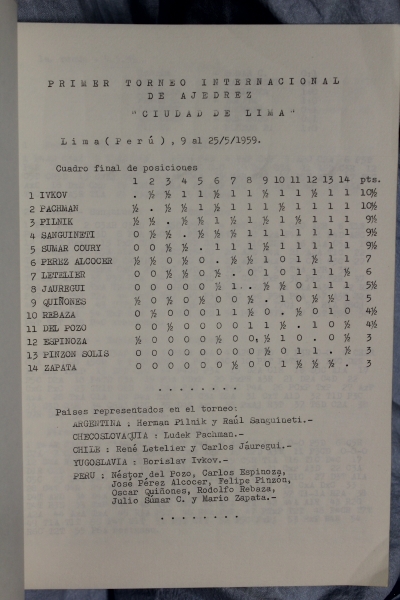 PRIMER TORNEO INTERNACIONAL
DE AJEDREZ
"CIUDAD DE LIMA"
Lima(Perú), 9 al 25/5/1959.
Cuadro final de posiciones
1 2 3 4 5 6 7 8 9 10 11 12 13 14 pts.
1 IVKOV . ½ ½ 1 1 ½ 1 1 ½ 1 1 ½ 1 1 10½
2 PACHMAN ½ . ½ ½ 1 ½ 1 1 1 ½ 1 1 1 1 10½
3 PILNIK ½ ½ . ½ ½ 1 ½ 1 ½ 1 ½ 1 1 1 9½
4 SANGUINETI 0 ½ ½ . ½ ½ ½ 1 1 1 1 1 1 1 9½
5 SUMAR COURY 0 0 ½ ½ . 1 1 1 ½ 1 1 1 1 1 9½
6 PEREZ ALCOCER ½ ½ 0 ½ 0 . ½ ½ 1 0 1 ½ 1 1 7
7 LETELIER 0 0 ½ ½ 0 ½ . 0 1 0 1 1 1 ½ 6
8 JAUREGUI 0 0 0 0 0 ½ 1 . ½ ½ 0 1 1 1 5½
9 QUIÑONES ½ 0 ½ 0 ½ 0 0 ½ . 1 0 ½ ½ 1 5
10 REBAZA 0 ½ 0 0 0 1 1 ½ 0 . ½ 0 1 0 4½
11 DEL POZO 0 0 ½ 0 0 0 0 1 1 ½ . 1 0 ½ 4½
12 ESPINOZA ½ 0 0 0 0 ½ 0 0 ½ 1 0 . 0 ½ 3
13 PINZON SOLIS 0 0 0 0 0 0 0 0 ½ 0 1 1 . ½ 3
14 ZAPATA 0 0 0 0 0 0 ½ 0 0 1 ½ ½ ½ . 3
. . . . . . . .
Países representados en el torneo:
ARGENTINA : Herman Pilnik y Raúl Sanguineti.-
CHECOSLOVAQUIA : Ludek Pachman.-
CHILE : René Letelier y Carlos Jáuregui.-
YUGOSLAVIA : Borislav Ivkov.-
PERU : Néstor del Pozo, Carlos Espinoza,
José Pérez Alcocer, Felipe Pinzón,
Oscar Quiñones, Rodolfo Rebaza,
Julio Súmar C. y Mario Zapata.-
. . . . . . . .